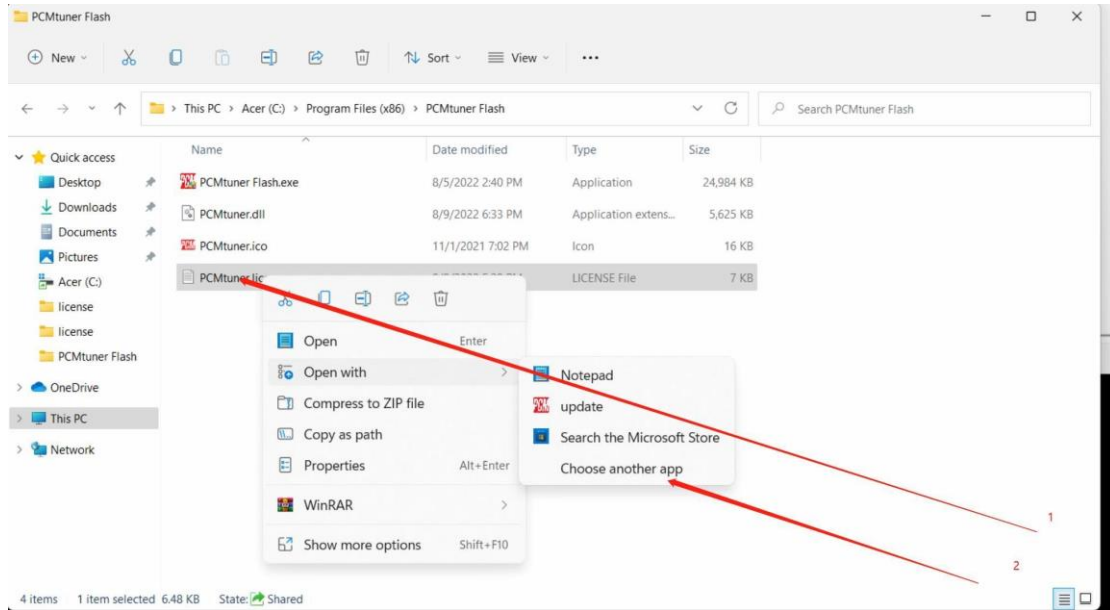 PCMtuner Flash
New
Sort
View
This PC > Acer (C:) > Program Files (x86) > PCMtuner Flash
Search PCMtuner Flash
Quick access
Desktop
Downloads
Documents
Pictures
Acer (C:)
license
license
PCMtuner Flash
OneDrive
This PC
Network
Name Date modified Type Size
PCMtuner Flash.exe 8/5/2022 2:40 PM Application 24,984 KB
PCMtuner.dll 8/9/2022 6:33 PM Application extens... 5,625 KB
PCMtuner.ico 11/1/2021 7:02 PM Icon 16 KB
PCMtuner.lic LICENSE File 7 KB
Open Enter
Open with
Compress to ZIP file
Copy as path
Properties Alt+Enter
WinRAR
Show more options Shift+F10
Notepad
update
Search the Microsoft Store
Choose another app
1
2
4 items 1 item selected 6.48 KB State: Shared